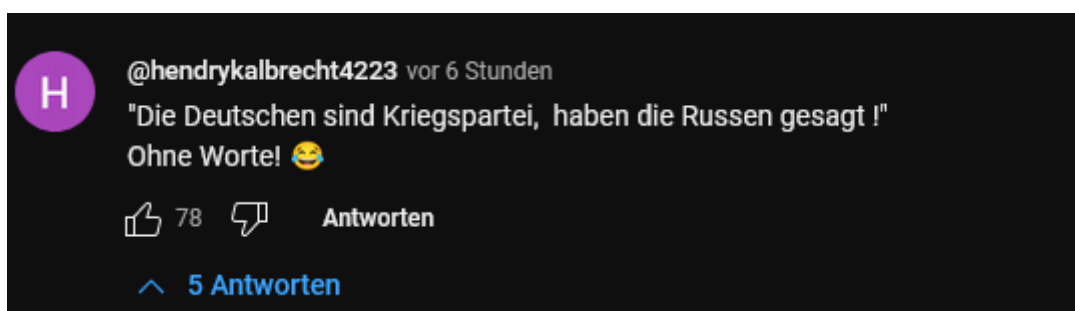 H
@hendrykalbrecht4223 vor 6 Stunden
"Die Deutschen sind Kriegspartei,  haben die Russen gesagt !"
Ohne Worte! 😂
78 Antworten
5 Antworten